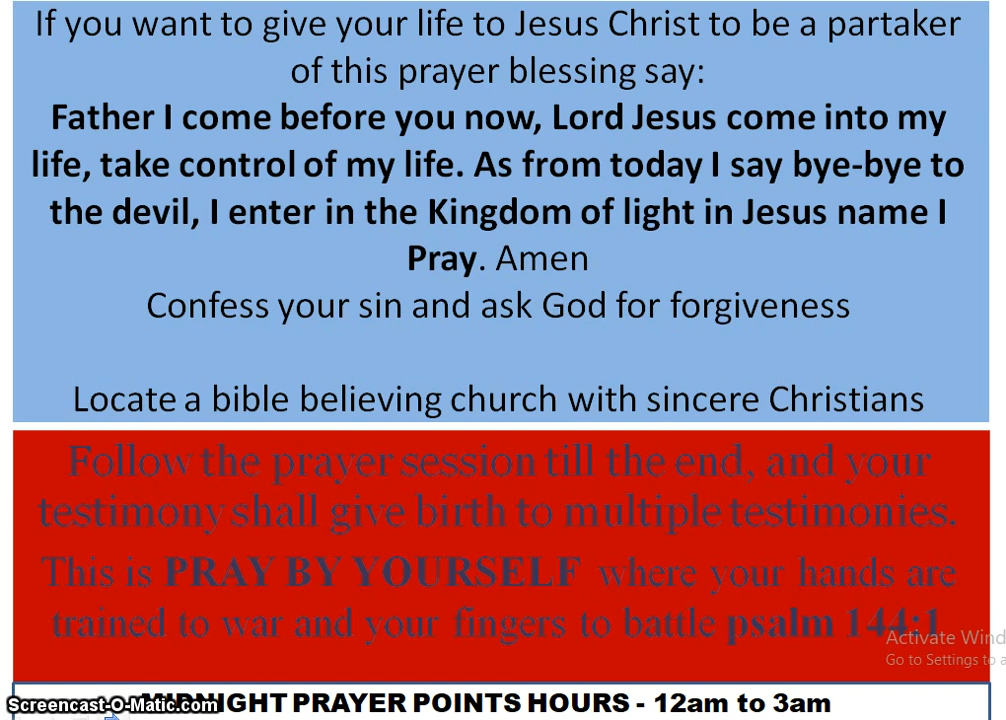 If you want to give your life to Jesus Christ to be a partaker
of this prayer blessing say:
Father I come before you now, Lord Jesus come into my
life, take control of my life. As from today I say bye-bye to
the devil, I enter in the Kingdom of light in Jesus name I
Pray. Amen
Confess your sin and ask God for forgiveness
Locate a bible believing church with sincere Christians
Follow the prayer session till the end, and your
testimony shall give birth to multiple testimonies.
This is PRAY BY YOURSELF where your hands are
trained to war and your fingers to battle psalm 144:1
Activate Wind
Go to Settings to a
MIDNIGHT PRAYER POINTS HOURS - 12am to 3am
Screencast-O-Matic.com